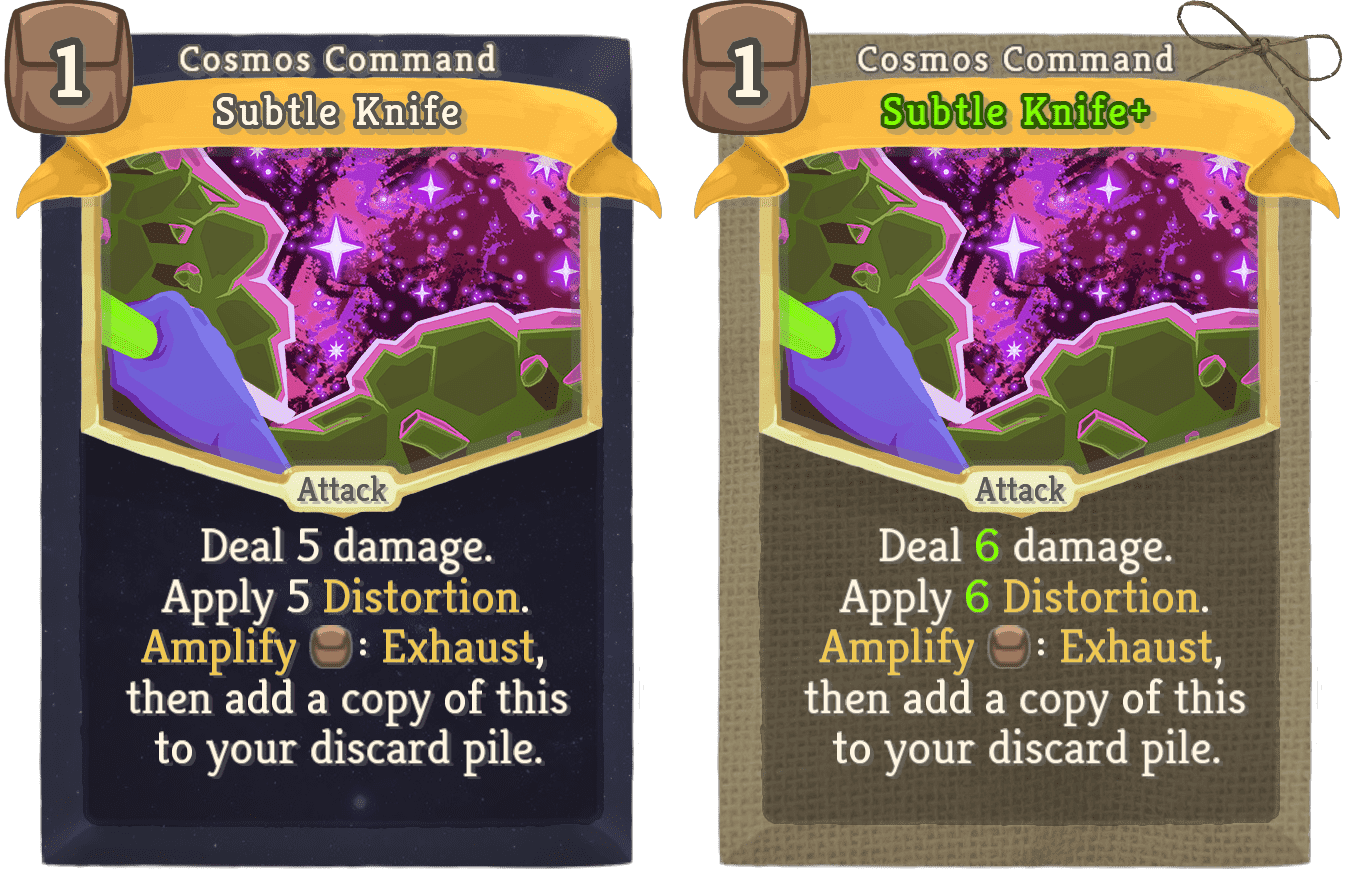 1
Cosmos Command
Subtle Knife
Attack
Deal 5 damage.
Apply 5 Distortion.
Amplify : Exhaust,
then add a copy of this
to your discard pile.
1
Cosmos Command
Subtle Knife+
Attack
Deal 6 damage.
Apply 6 Distortion.
Amplify : Exhaust,
then add a copy of this
to your discard pile.